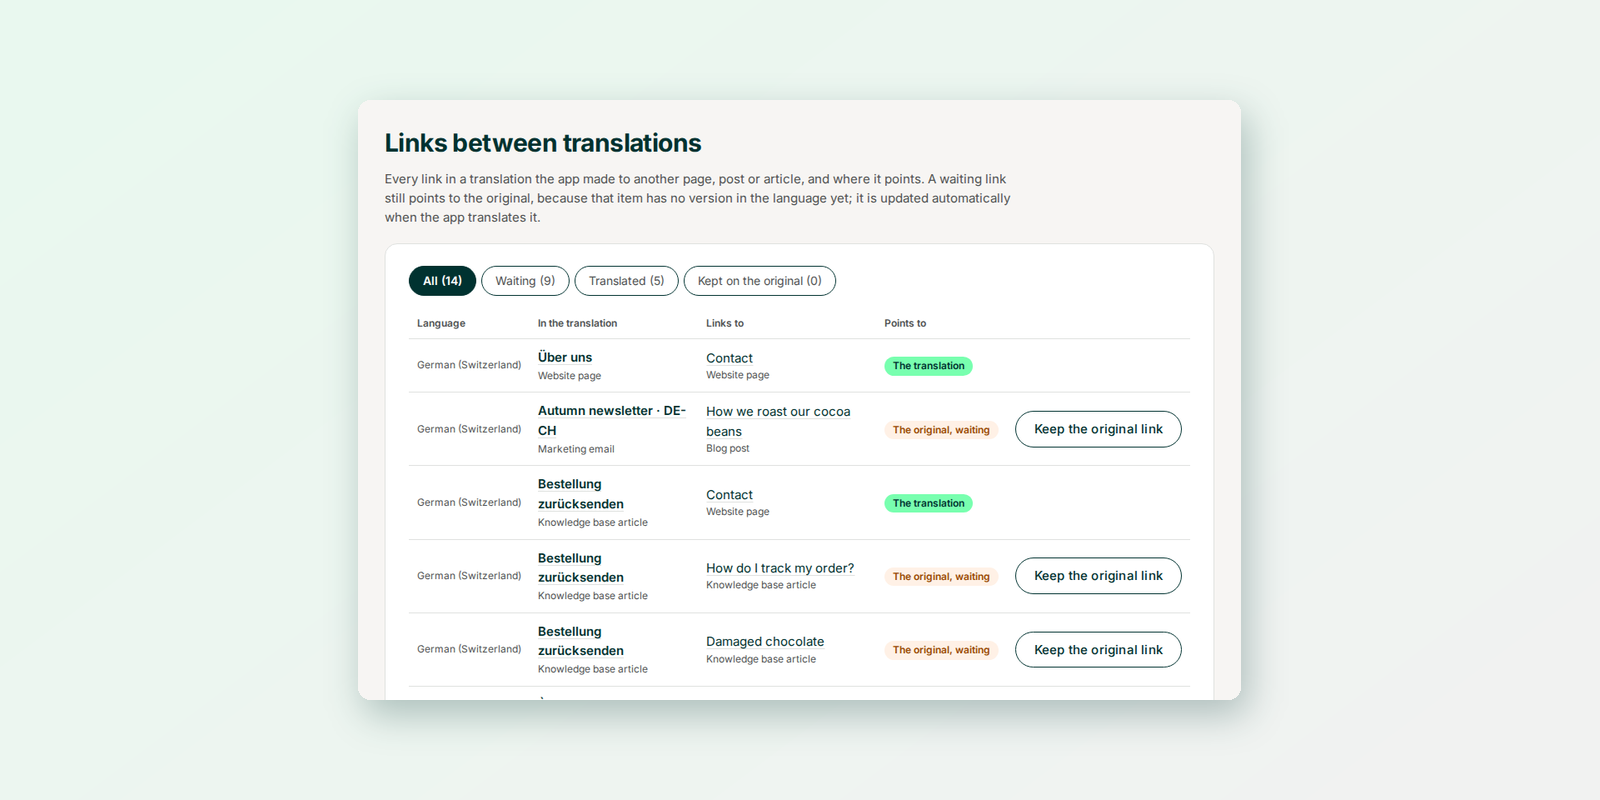 Links between translations
Every link in a translation the app made to another page, post or article, and where it points. A waiting link
still points to the original, because that item has no version in the language yet; it is updated automatically
when the app translates it.
All (14)
Waiting (9)
Translated (5)
Kept on the original (0)
Language
In the translation
Links to
Points to
German (Switzerland)
Über uns
Website page
Contact
Website page
The translation
German (Switzerland)
Autumn newsletter · DE-
CH
Marketing email
How we roast our cocoa
beans
Blog post
The original, waiting
Keep the original link
German (Switzerland)
Bestellung
zurücksenden
Knowledge base article
Contact
Website page
The translation
German (Switzerland)
Bestellung
zurücksenden
Knowledge base article
How do I track my order?
Knowledge base article
The original, waiting
Keep the original link
German (Switzerland)
Bestellung
zurücksenden
Knowledge base article
Damaged chocolate
Knowledge base article
The original, waiting
Keep the original link